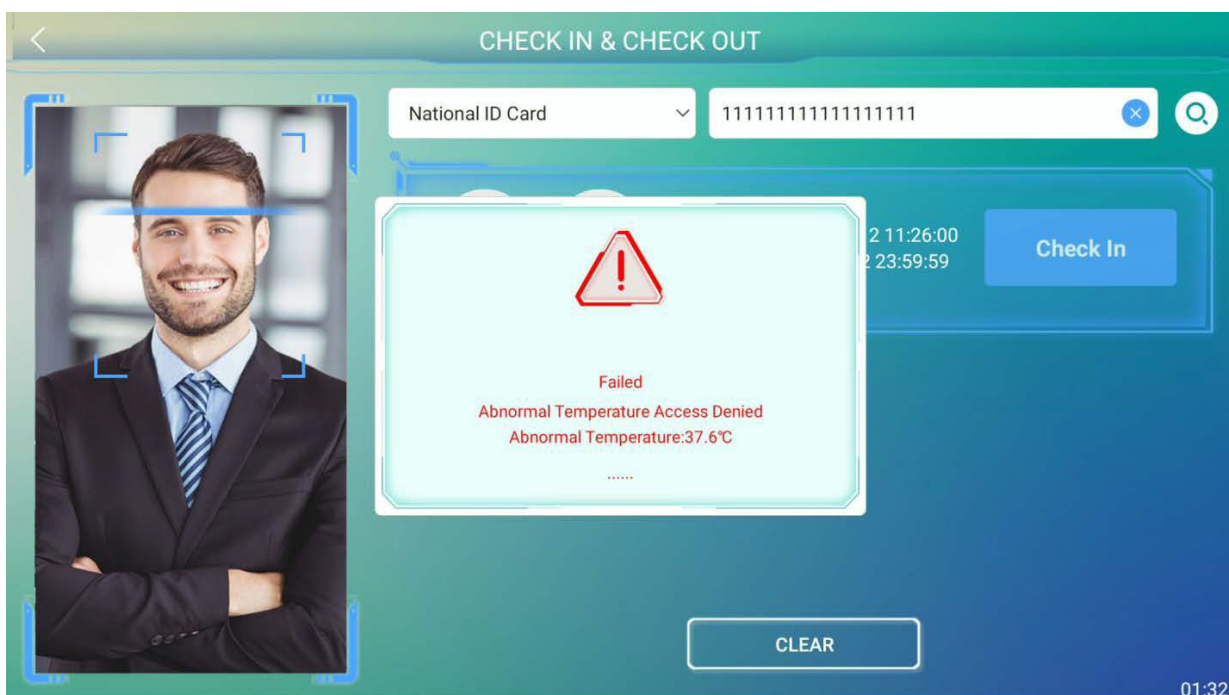 CHECK IN & CHECK OUT
National ID Card
111111111111111111
2 11:26:00
2 23:59:59
Check In
Failed
Abnormal Temperature Access Denied
Abnormal Temperature:37.6℃
......
CLEAR
01:32